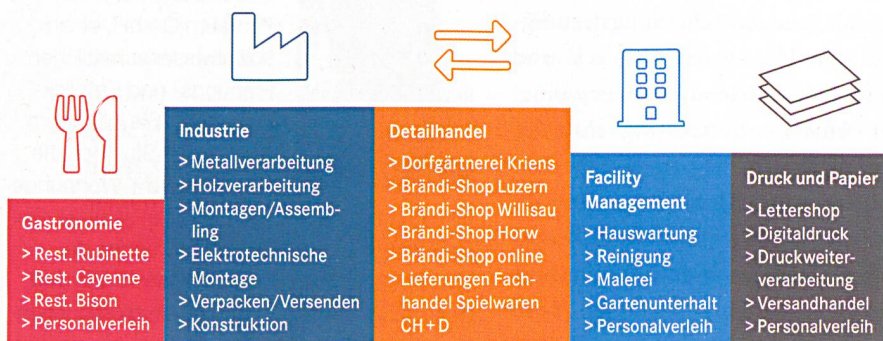 Gastronomie
> Rest. Rubinette
> Rest. Cayenne
> Rest. Bison
> Personalverleih
Industrie
> Metallverarbeitung
> Holzverarbeitung
> Montagen/Assemb-
ling
> Elektrotechnische
Montage
> Verpacken/Versenden
> Konstruktion
Detailhandel
> Dorfgärtnerei Kriens
> Brändi-Shop Luzern
> Brändi-Shop Willisau
> Brändi-Shop Horw
> Brändi-Shop online
> Lieferungen Fach-
handel Spielwaren
CH+D
Facility
Management
> Hauswartung
> Reinigung
> Malerei
> Gartenunterhalt
> Personalverleih
Druck und Papier
> Lettershop
> Digitaldruck
> Druckweiter-
verarbeitung
> Versandhandel
> Personalverleih